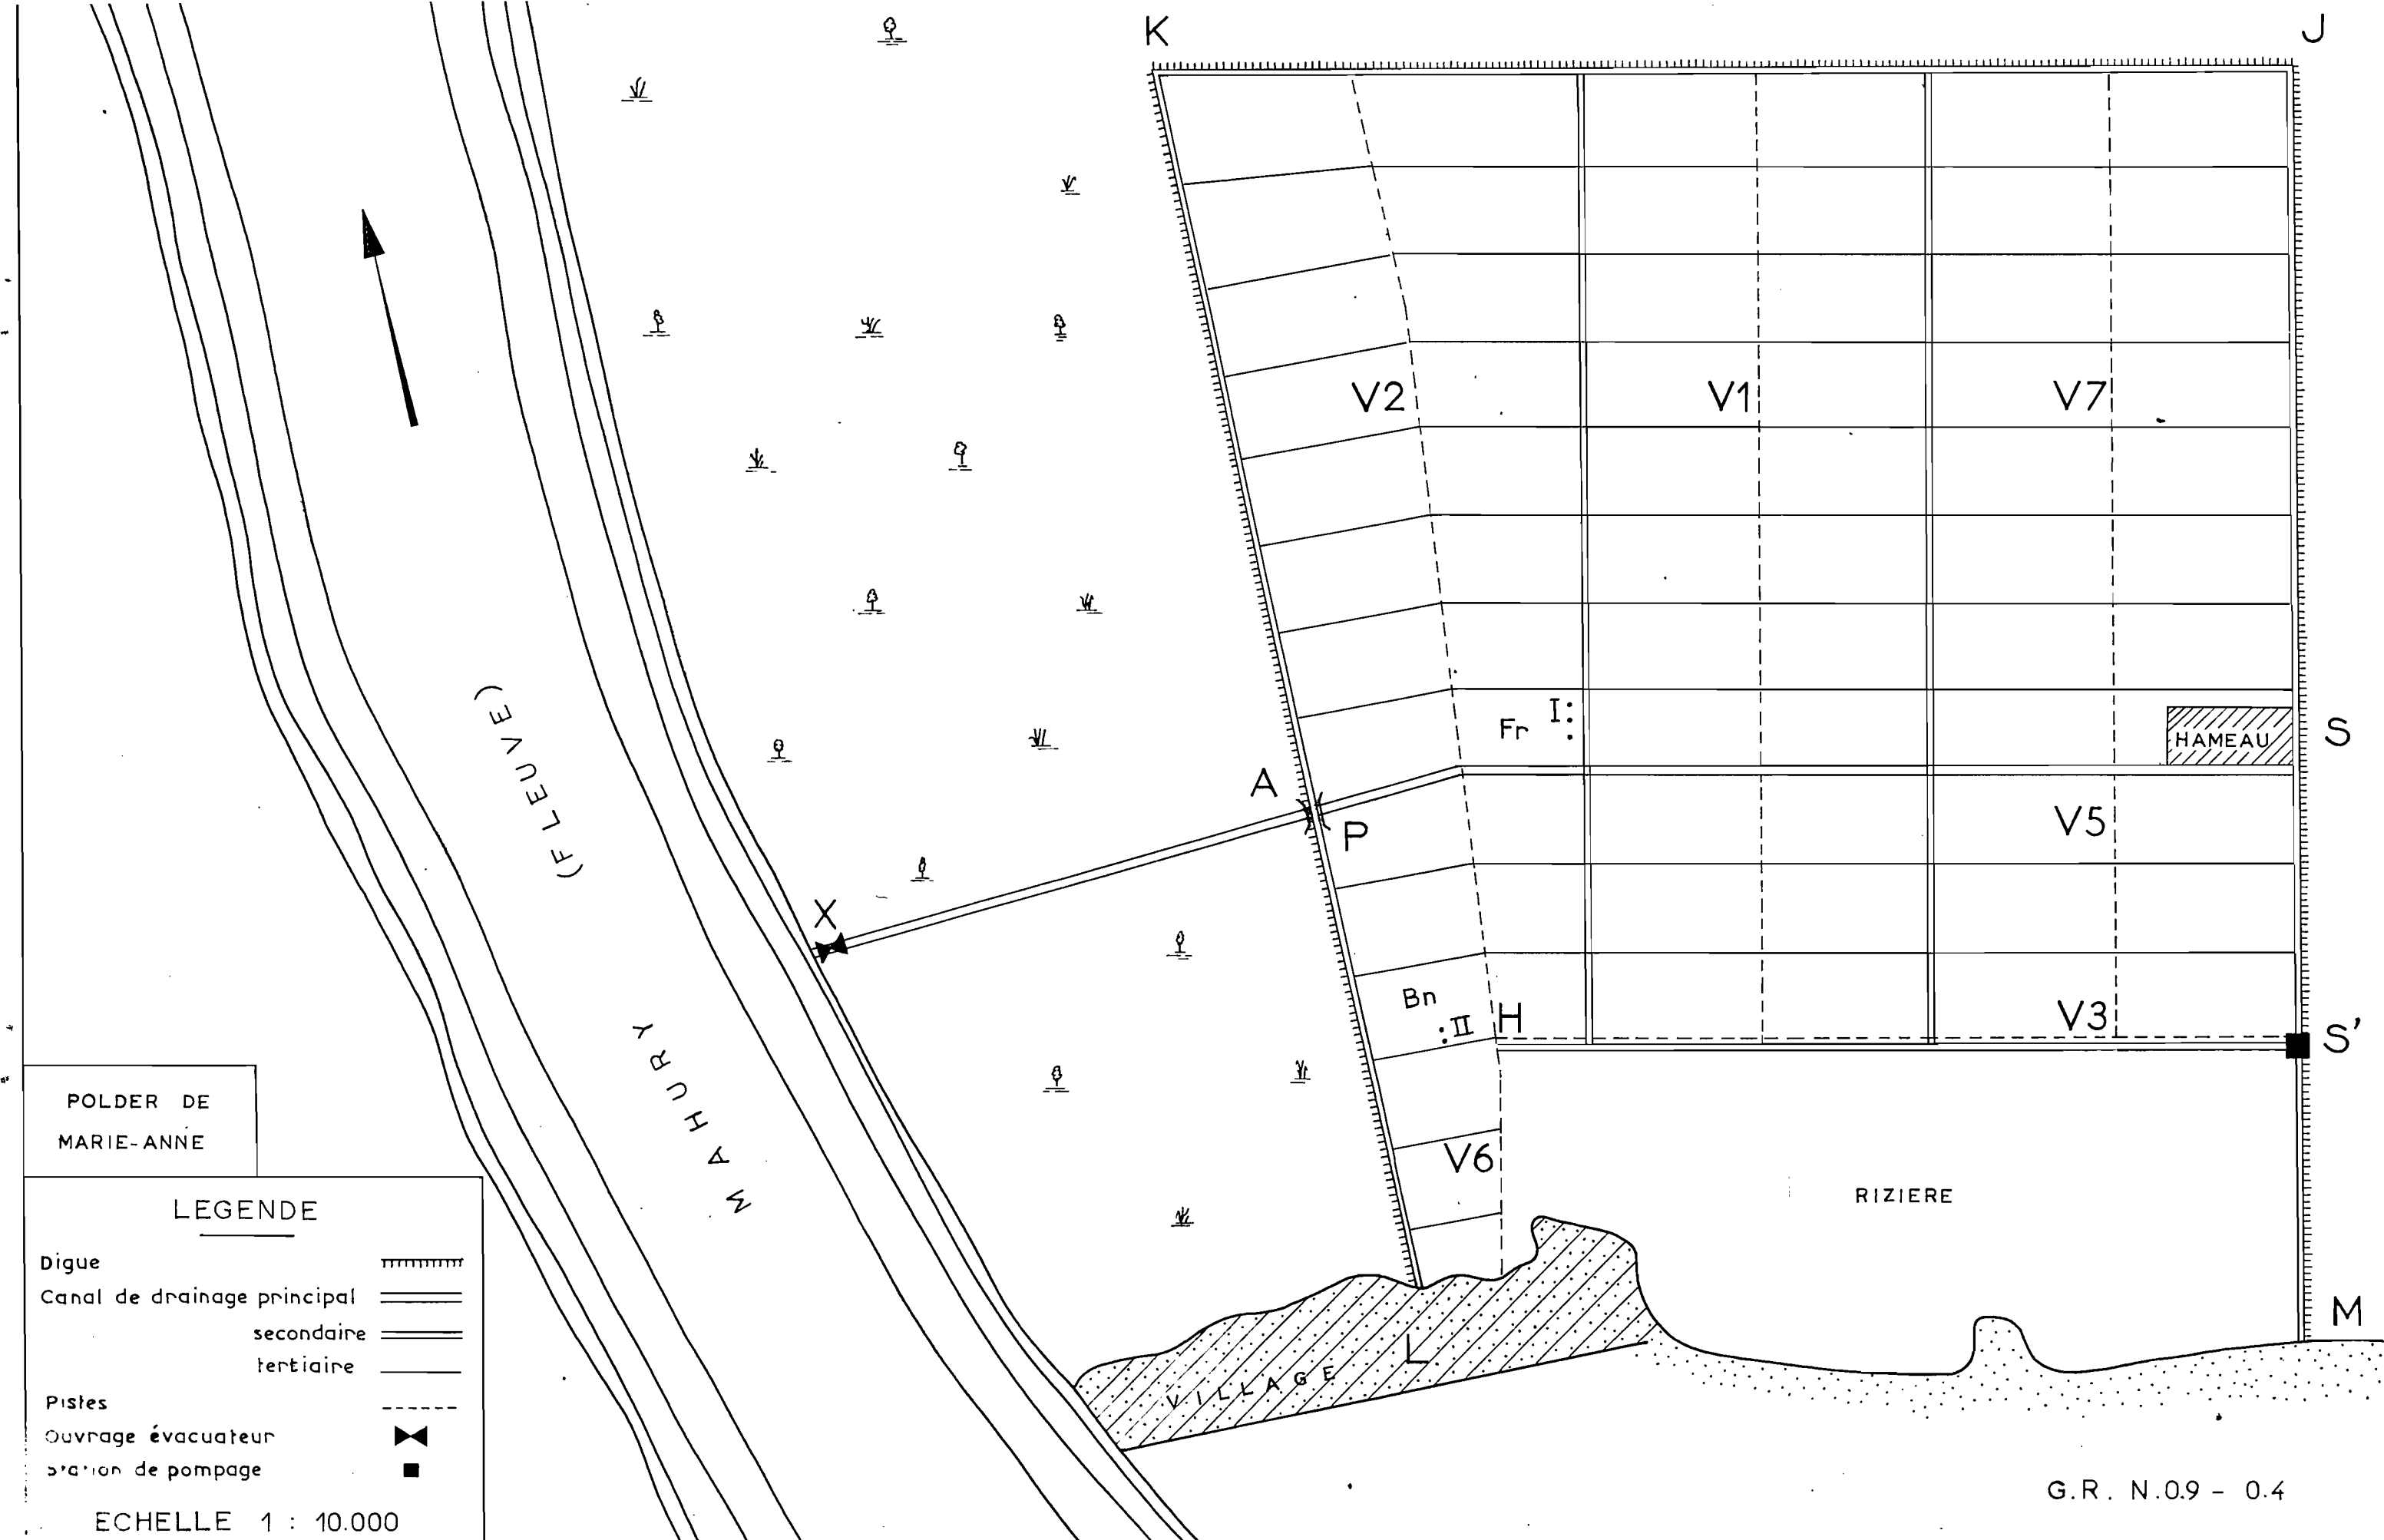 K
J
V2
V1
V7
(FLEUVE)
MAHURY
Fr
I
HAMEAU
S
A
P
V5
X
Bn
II
H
V3
S'
V6
RIZIERE
L
M
VILLAGE
POLDER DE
MARIE-ANNE
LEGENDE
Digue
Canal de drainage principal
secondaire
tertiaire
Pistes
Ouvrage évacuateur
Station de pompage
ECHELLE 1 : 10.000
G.R. N.0.9 - 0.4